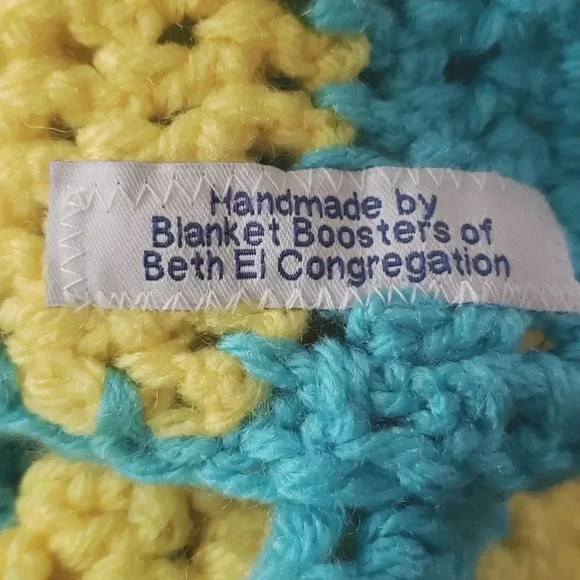 Handmade by
Blanket Boosters of
Beth El Congregation